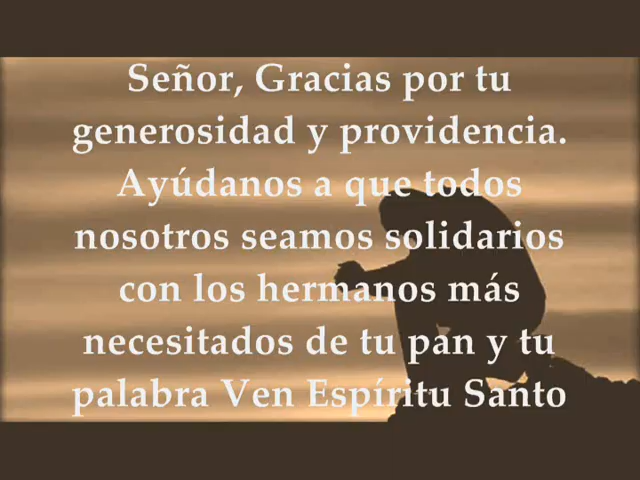 Señor, Gracias por tu
generosidad y providencia.
Ayúdanos a que todos
nosotros seamos solidarios
con los hermanos más
necesitados de tu pan y tu
palabra Ven Espíritu Santo